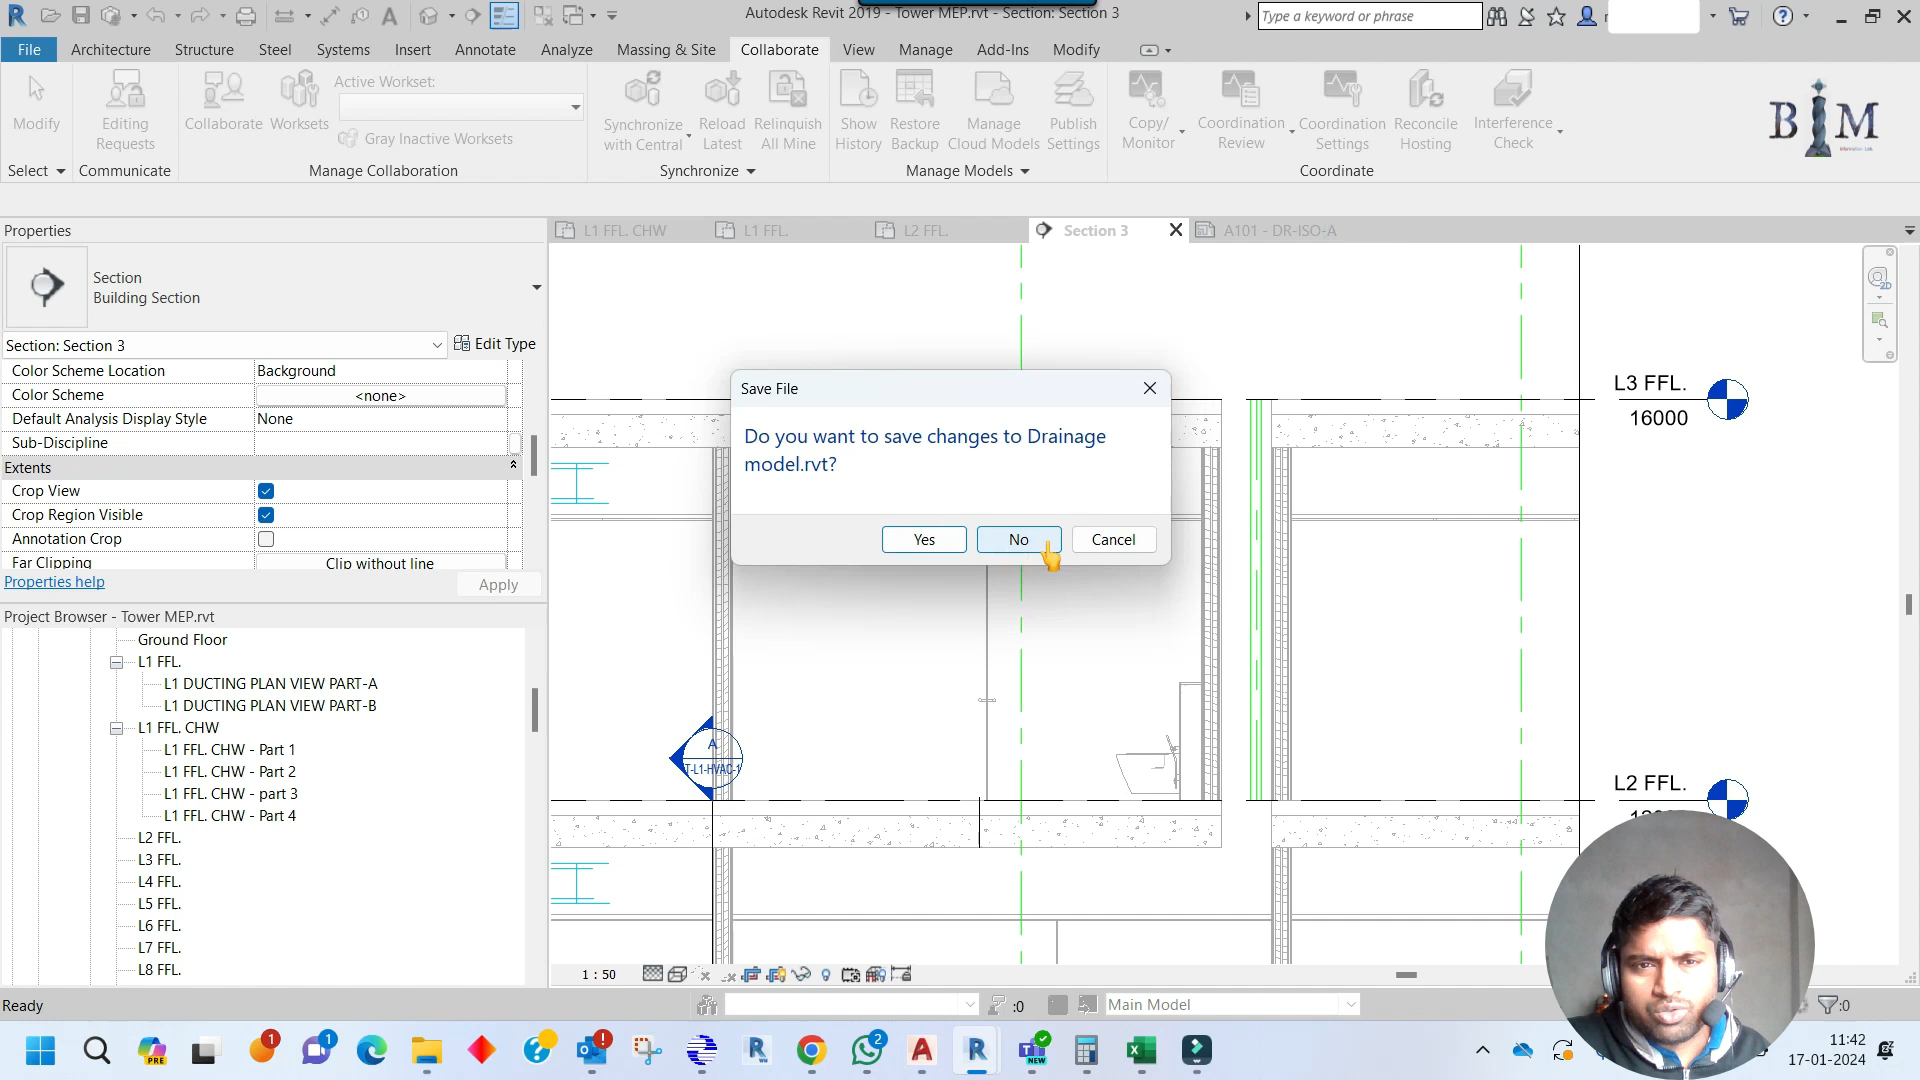 Autodesk Revit 2019 - Tower MEP.rvt - Section: Section 3
Type a keyword or phrase
File Architecture Structure Steel Systems Insert Annotate Analyze Massing & Site Collaborate View Manage Add-Ins Modify
Modify
Editing
Requests
Collaborate Worksets
Active Workset:
Gray Inactive Worksets
Synchronize
with Central
Reload
Latest
Relinquish
All Mine
Show
History
Restore
Backup
Manage
Cloud Models
Publish
Settings
Copy/
Monitor
Coordination
Review
Coordination
Settings
Reconcile
Hosting
Interference
Check
BIM
Select Communicate Manage Collaboration Synchronize Manage Models Coordinate
Properties
L1 FFL. CHW L1 FFL. L2 FFL. Section 3 A101 - DR-ISO-A
Section
Building Section
Section: Section 3 Edit Type
Color Scheme Location Background
Color Scheme <none>
Default Analysis Display Style None
Sub-Discipline
Extents
Crop View
Crop Region Visible
Annotation Crop
Far Clipping Clip without line
Properties help Apply
Project Browser - Tower MEP.rvt
Ground Floor
L1 FFL.
L1 DUCTING PLAN VIEW PART-A
L1 DUCTING PLAN VIEW PART-B
L1 FFL. CHW
L1 FFL. CHW - Part 1
L1 FFL. CHW - Part 2
L1 FFL. CHW - part 3
L1 FFL. CHW - Part 4
L2 FFL.
L3 FFL.
L4 FFL.
L5 FFL.
L6 FFL.
L7 FFL.
L8 FFL.
2D
Save File
Do you want to save changes to Drainage
model.rvt?
Yes No Cancel
L3 FFL.
16000
A
T-L1-HVAC-1
L2 FFL.
1 : 50
Ready
:0
Main Model
:0
PRE
1
1
2
NEW
11:42
17-01-2024